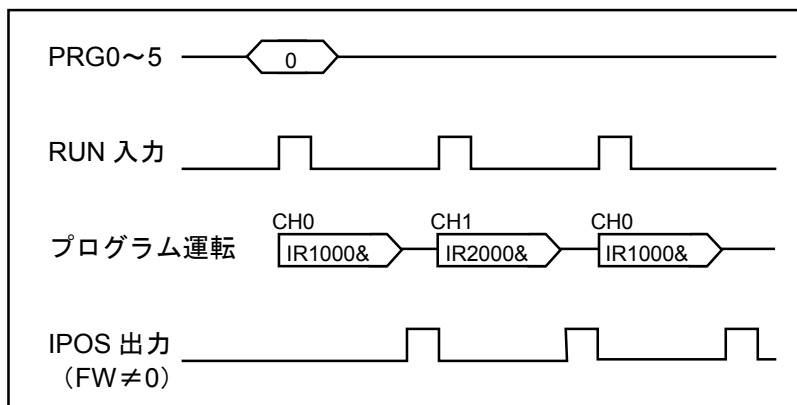 PRG0～5
0
RUN 入力
CH0 CH1 CH0
プログラム運転 IR1000& IR2000& IR1000&
IPOS 出力
（FW≠0）